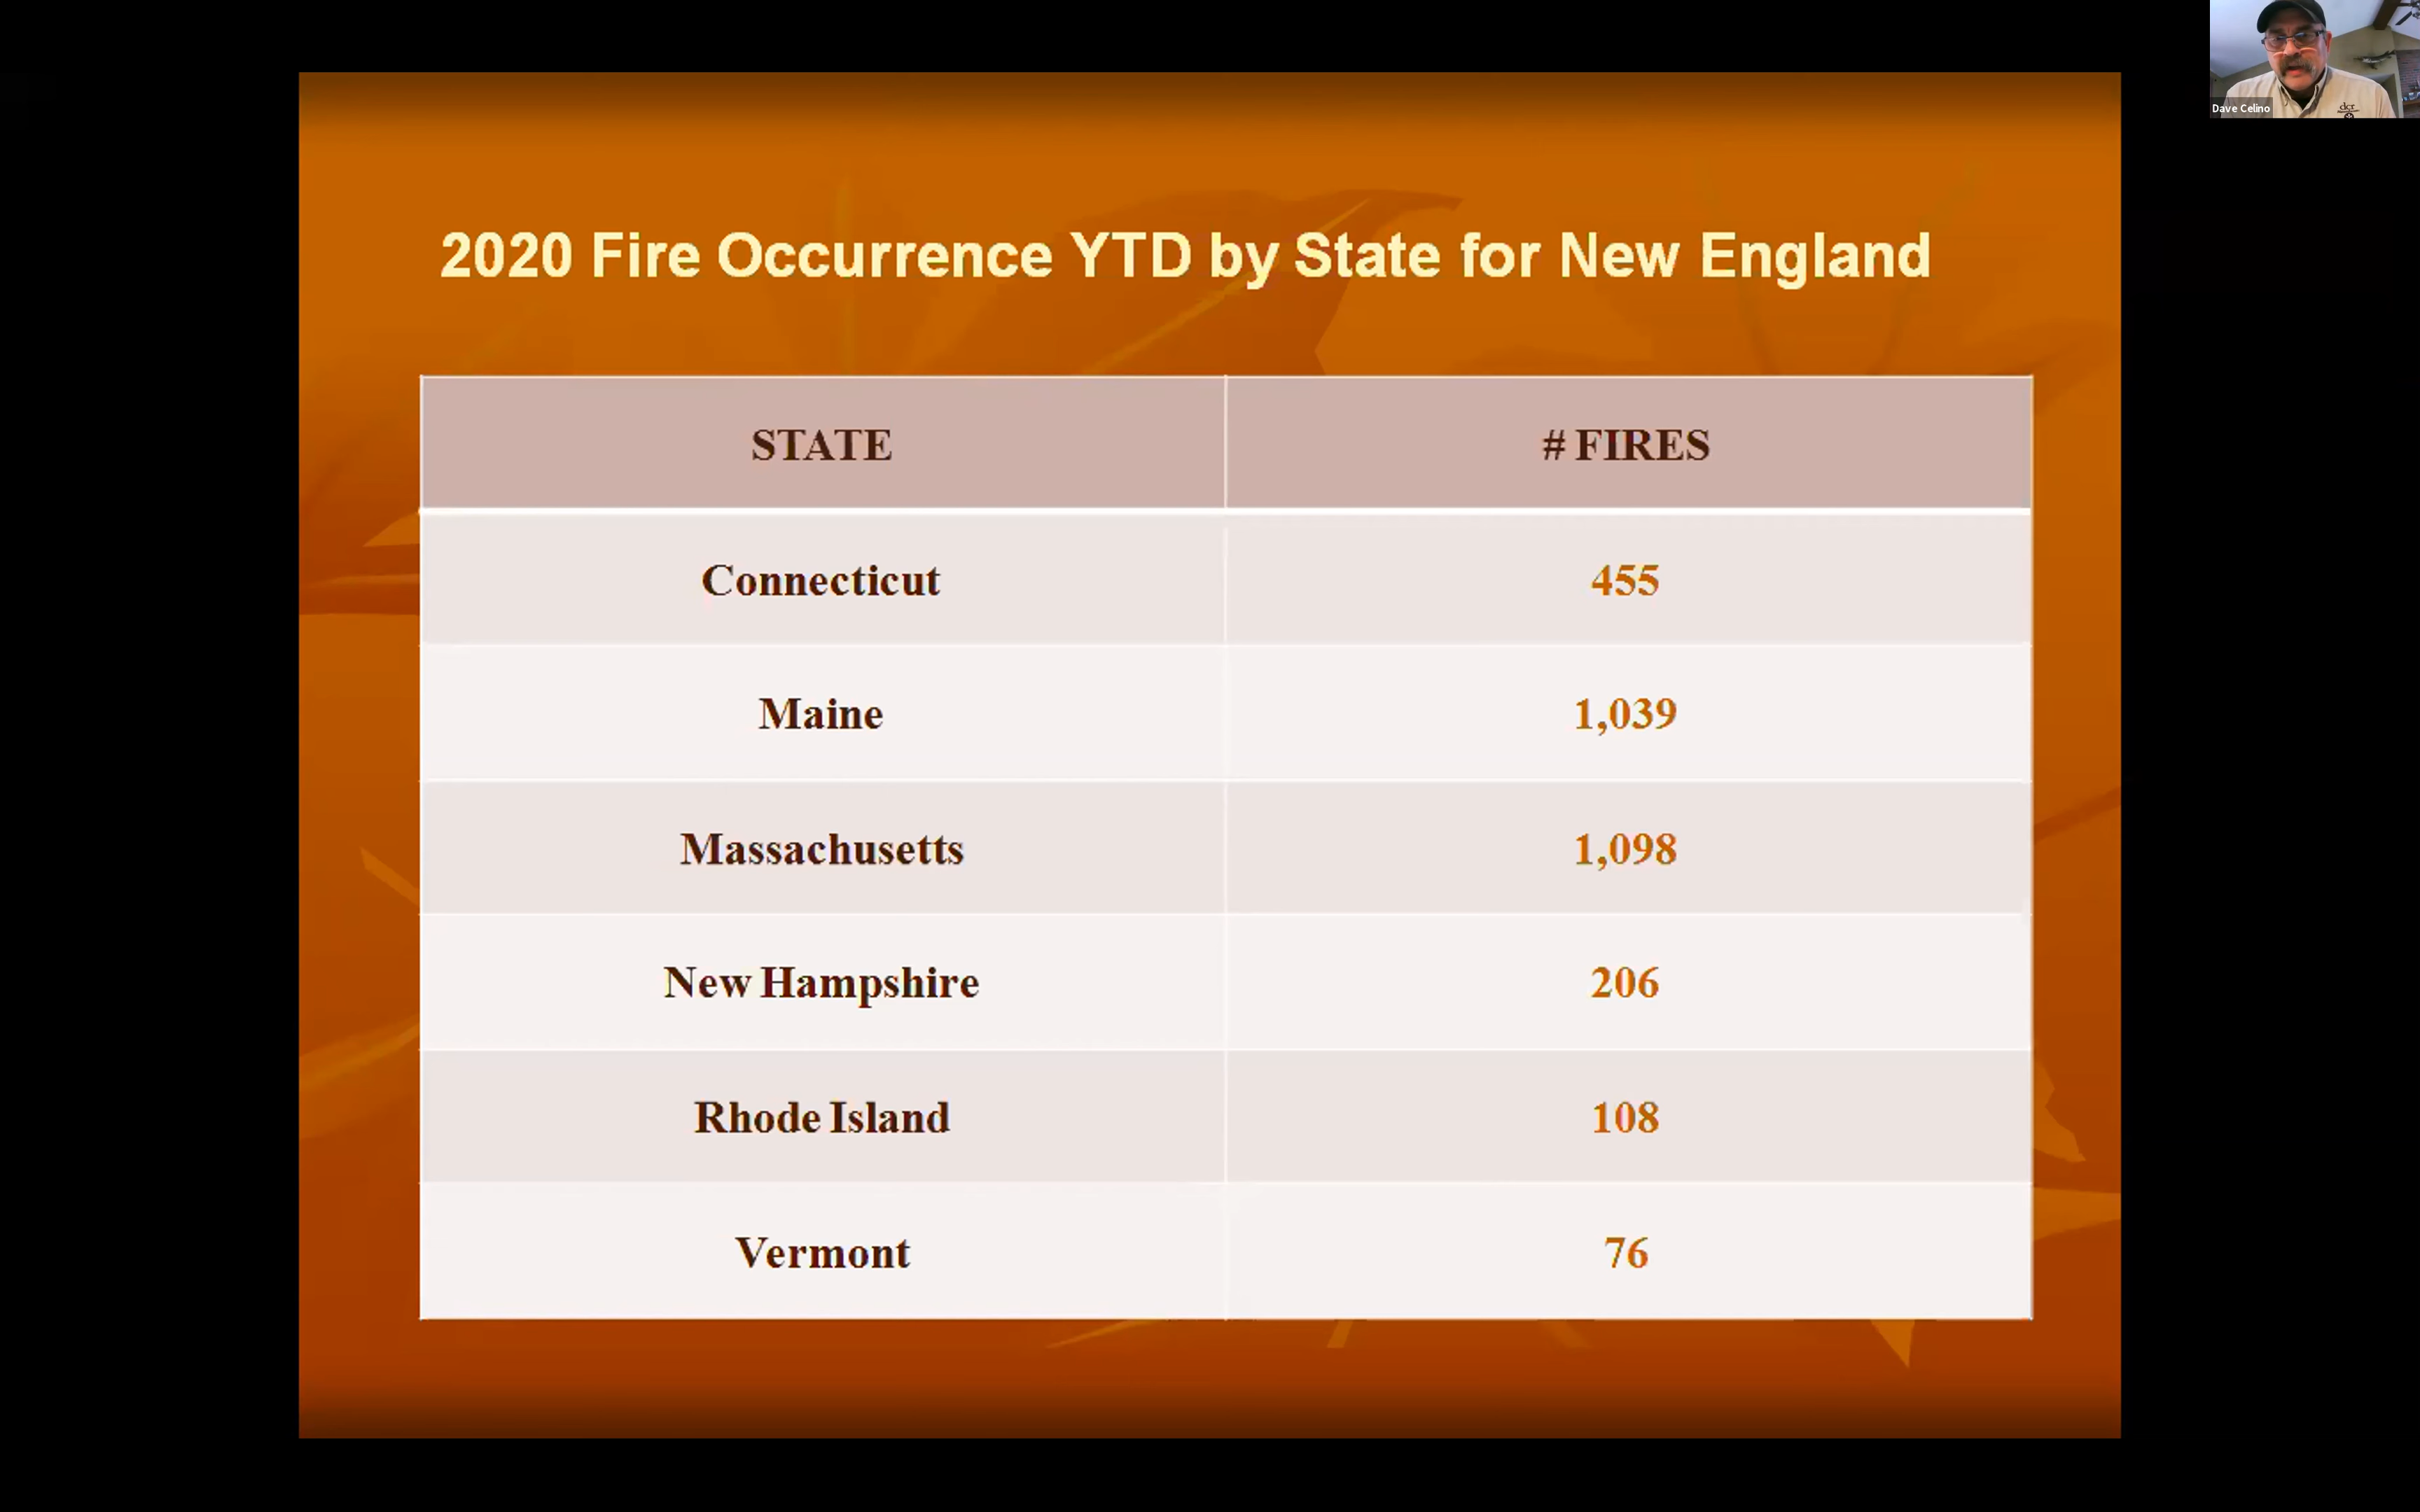 2020 Fire Occurrence YTD by State for New England
STATE # FIRES
Connecticut 455
Maine 1,039
Massachusetts 1,098
New Hampshire 206
Rhode Island 108
Vermont 76
Dave Celino
dcr